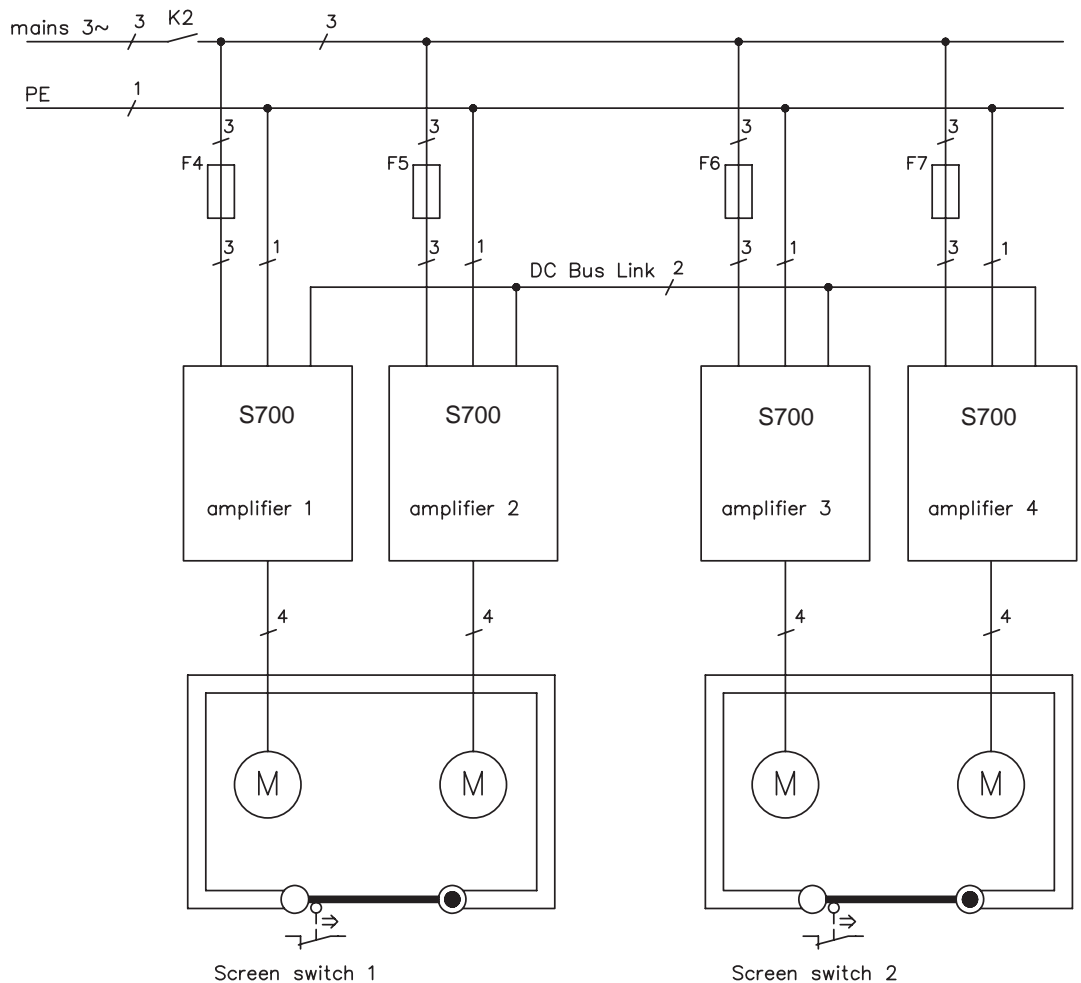 mains 3~ 3 K2 3
PE 1
3 3 3 3
F4 F5 F6 F7
3 1 3 1 3 1 3 1
DC Bus Link 2
S700 S700 S700 S700
amplifier 1 amplifier 2 amplifier 3 amplifier 4
4 4 4 4
M M M M
Screen switch 1 Screen switch 2